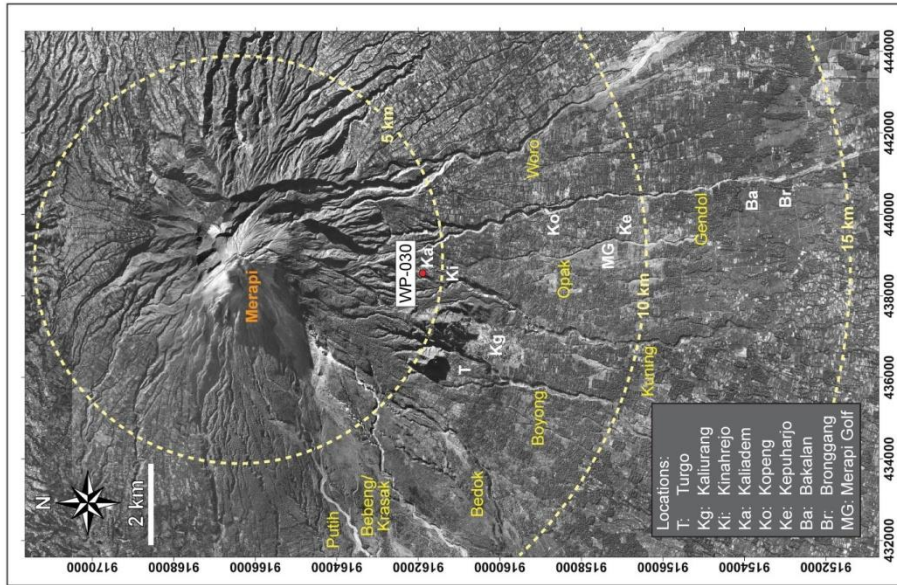 N
2 km
Merapi
5 km
WP-030
Ka
Ki
Putih
Bebeng/
Krasak
Bedok
T
Kg
Boyong
Kuning
Opak
Ko
MG
Ke
Woro
Gendol
Ba
Br
10 km
15 km
Locations:
T: Turgo
Kg: Kaliurang
Ki: Kinahrejo
Ka: Kaliadem
Ko: Kopeng
Ke: Kepuharjo
Ba: Bakalan
Br: Bronggang
MG: Merapi Golf
9170000
9168000
9166000
9164000
9162000
9160000
9158000
9156000
9154000
9152000
432000
434000
436000
438000
440000
442000
444000